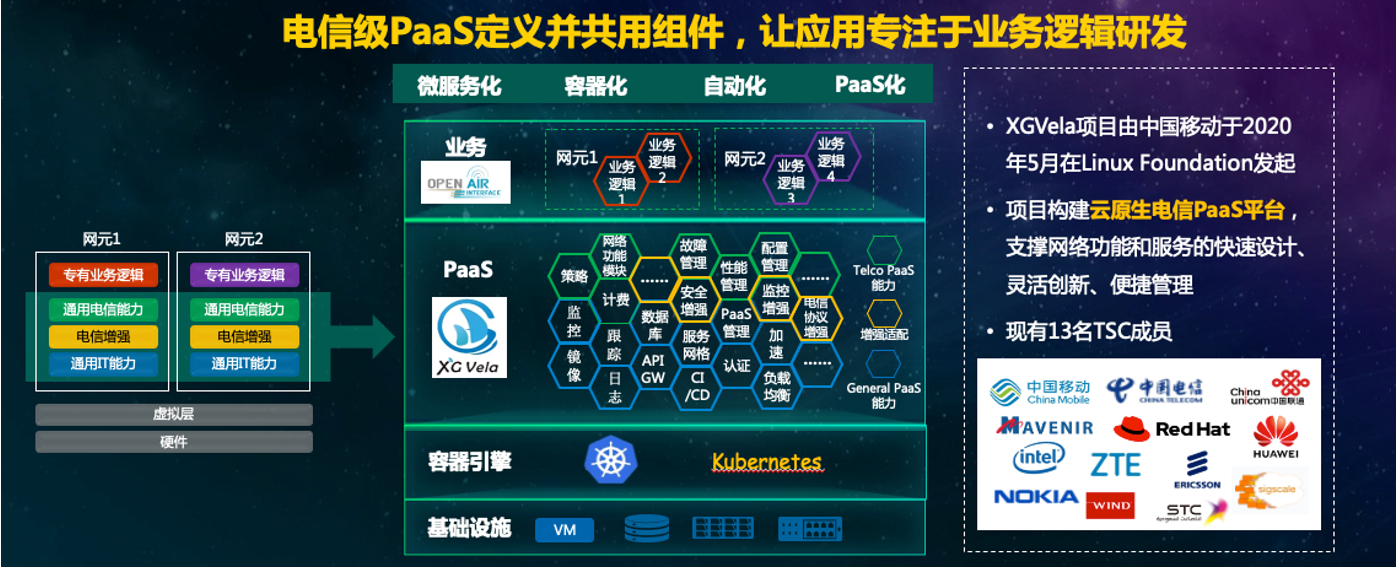 电信级PaaS定义并共用组件，让应用专注于业务逻辑研发
微服务化
容器化
自动化
PaaS化
网元1
网元2
专有业务逻辑
专有业务逻辑
通用电信能力
通用电信能力
电信增强
电信增强
通用IT能力
通用IT能力
虚拟层
硬件
业务
OPEN AIR
INTERFACE
网元1
业务
逻辑
1
业务
逻辑
2
网元2
业务
逻辑
3
业务
逻辑
4
PaaS
XG Vela
策略
网络
功能
模块
......
故障
管理
性能
管理
配置
管理
......
监
控
计费
数据
库
安全
增强
PaaS
管理
监控
增强
电信
协议
增强
镜
像
跟
踪
API
GW
服务
网格
认证
加
速
......
日
志
CI
/CD
负载
均衡
Telco PaaS
能力
增强适配
General PaaS
能力
容器引擎
Kubernetes
基础设施
VM
• XGVela项目由中国移动于2020
年5月在Linux Foundation发起
• 项目构建云原生电信PaaS平台，
支撑网络功能和服务的快速设计、
灵活创新、便捷管理
• 现有13名TSC成员
中国移动
China Mobile
中国电信
CHINA TELECOM
China
unicom中国联通
MAVENIR
Red Hat
HUAWEI
intel
ZTE
ERICSSON
sigscale
NOKIA
WIND
STC